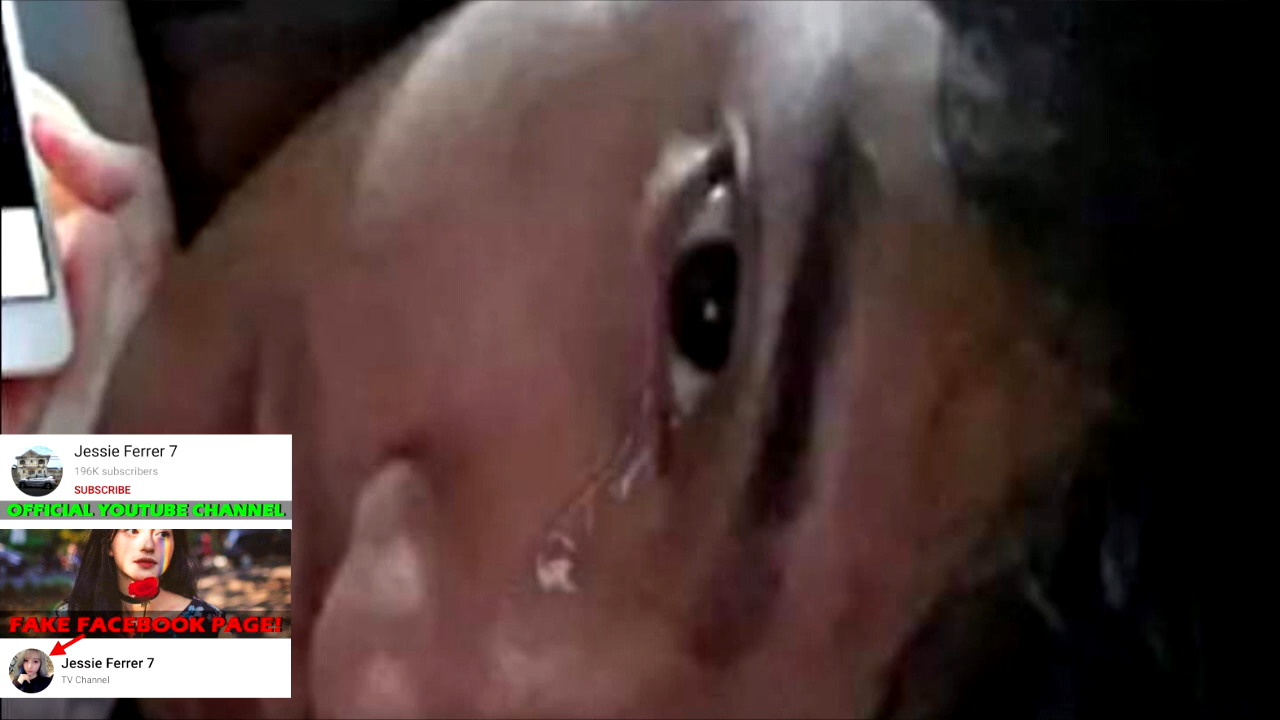 Jessie Ferrer 7
196K subscribers
SUBSCRIBE
OFFICIAL YOUTUBE CHANNEL
FAKE FACEBOOK PAGE!
Jessie Ferrer 7
TV Channel